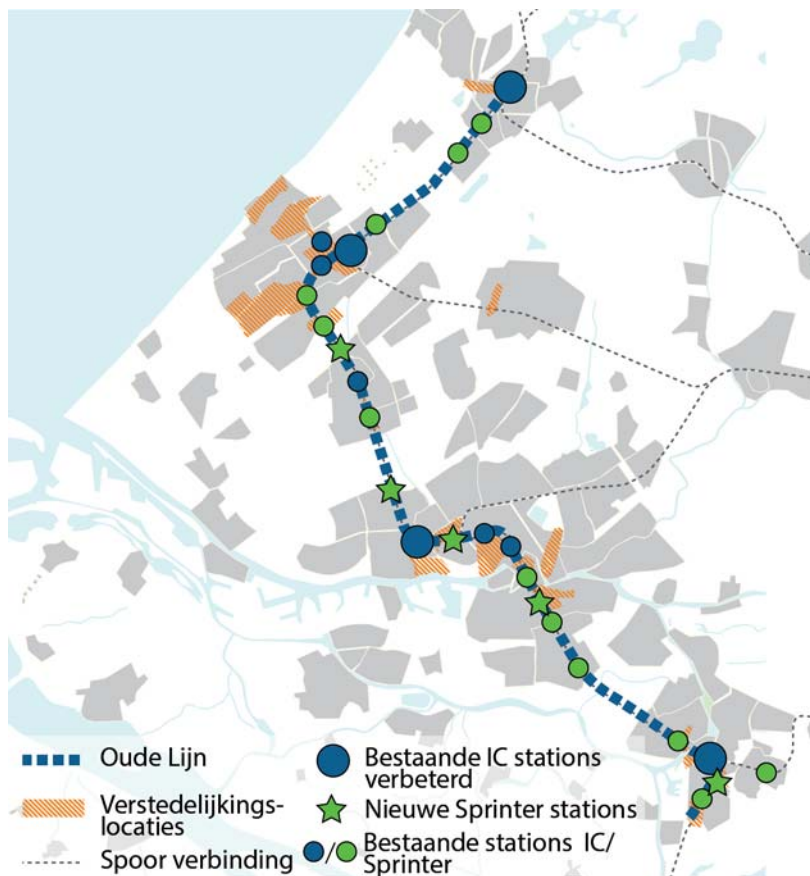 Oude Lijn
Verstedelijkings-
locaties
Spoor verbinding
Bestaande IC stations
verbeterd
Nieuwe Sprinter stations
/ Bestaande stations IC/
Sprinter